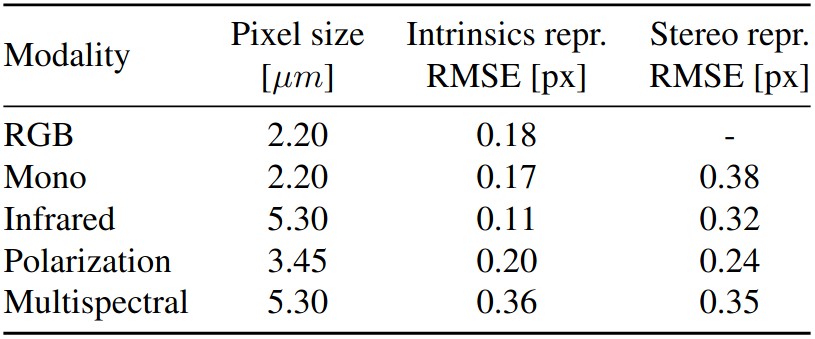 Modality Pixel size Intrinsics repr. Stereo repr.
[μm] RMSE [px] RMSE [px]
RGB 2.20 0.18 -
Mono 2.20 0.17 0.38
Infrared 5.30 0.11 0.32
Polarization 3.45 0.20 0.24
Multispectral 5.30 0.36 0.35